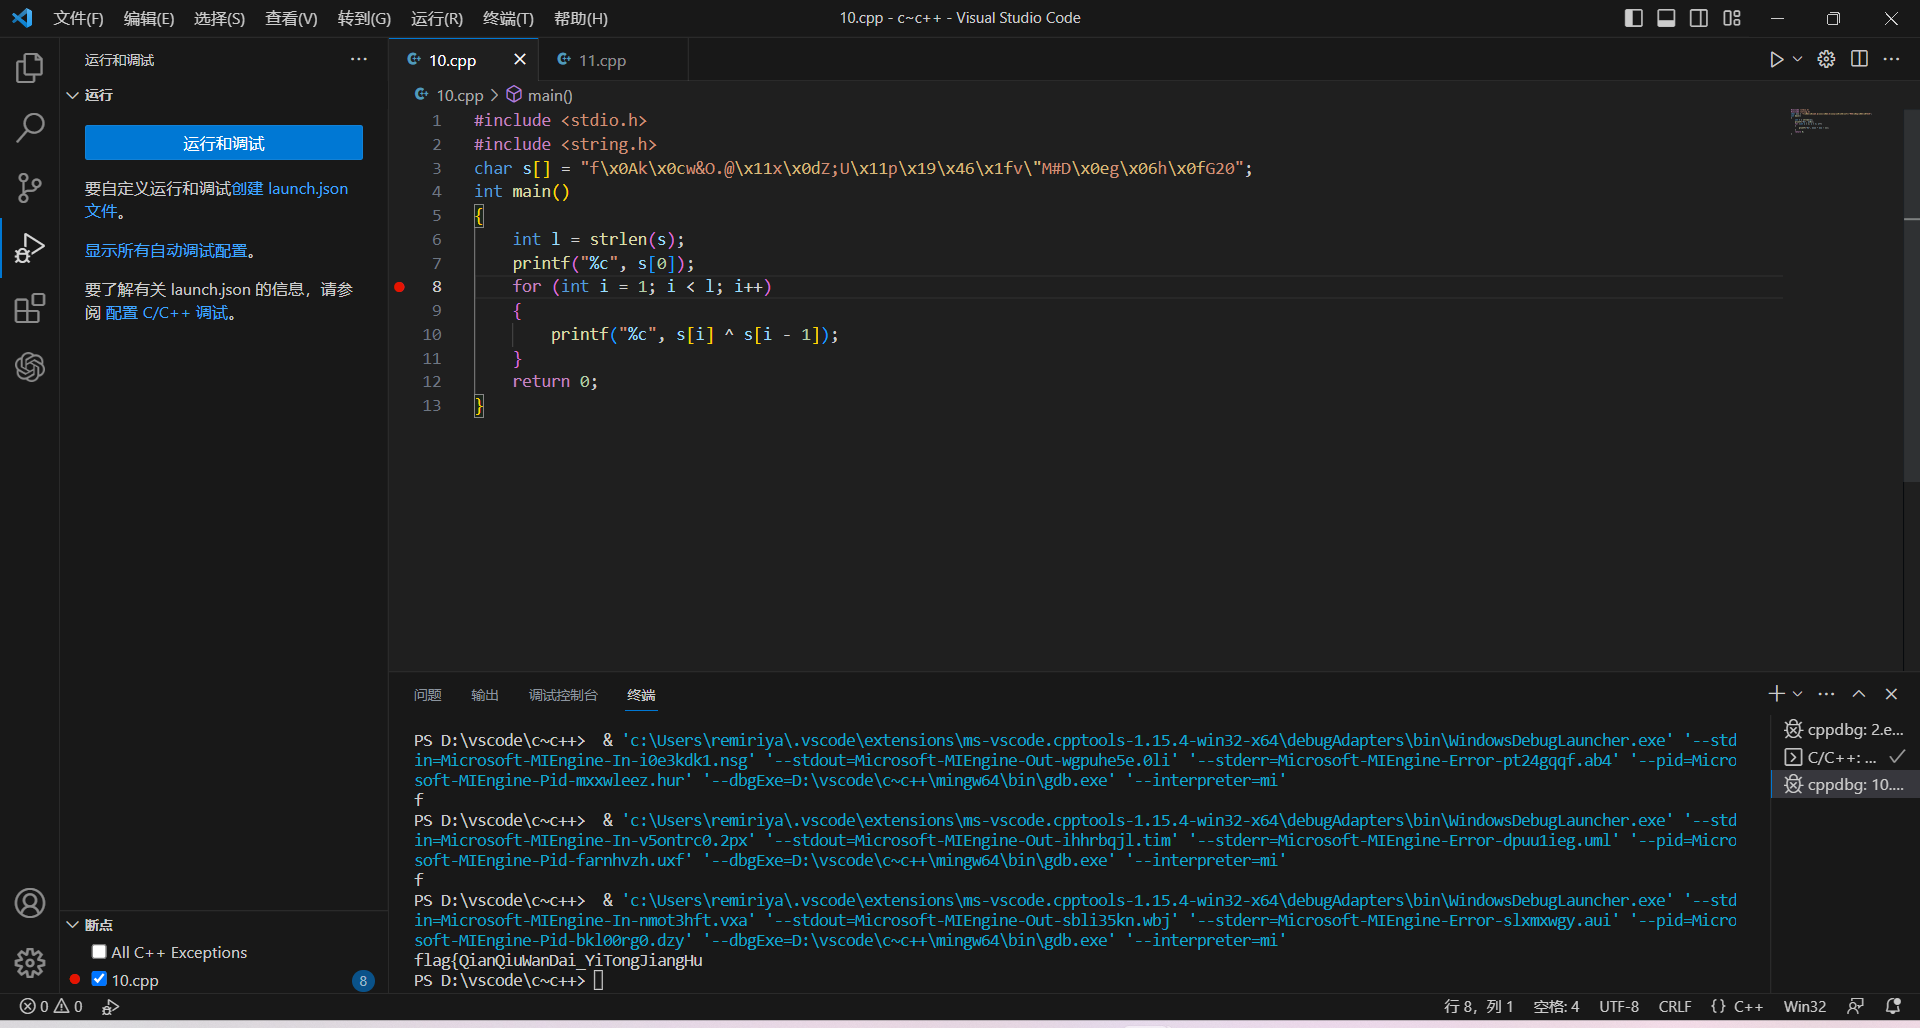 文件(F) 编辑(E) 选择(S) 查看(V) 转到(G) 运行(R) 终端(T) 帮助(H)
10.cpp - c~c++ - Visual Studio Code
运行和调试
运行
运行和调试
要自定义运行和调试创建 launch.json
文件。
显示所有自动调试配置。
要了解有关 launch.json 的信息，请参
阅 配置 C/C++ 调试。
10.cpp
11.cpp
10.cpp > main()
1 #include <stdio.h>
2 #include <string.h>
3 char s[] = "f\x0Ak\x0cw&O.@\x11x\x0dZ;U\x11p\x19\x46\x1fv\"M#D\x0eg\x06h\x0fG20";
4 int main()
5 {
6 int l = strlen(s);
7 printf("%c", s[0]);
8 for (int i = 1; i < l; i++)
9 {
10 printf("%c", s[i] ^ s[i - 1]);
11 }
12 return 0;
13 }
问题 输出 调试控制台 终端
PS D:\vscode\c~c++> & 'c:\Users\remiriya\.vscode\extensions\ms-vscode.cpptools-1.15.4-win32-x64\debugAdapters\bin\WindowsDebugLauncher.exe' '--std
in=Microsoft-MIEngine-In-i0e3kdk1.nsg' '--stdout=Microsoft-MIEngine-Out-wgpuhe5e.0li' '--stderr=Microsoft-MIEngine-Error-pt24gqqf.ab4' '--pid=Micro
soft-MIEngine-Pid-mxxwleez.hur' '--dbgExe=D:\vscode\c~c++\mingw64\bin\gdb.exe' '--interpreter=mi'
f
PS D:\vscode\c~c++> & 'c:\Users\remiriya\.vscode\extensions\ms-vscode.cpptools-1.15.4-win32-x64\debugAdapters\bin\WindowsDebugLauncher.exe' '--std
in=Microsoft-MIEngine-In-v5ontrc0.2px' '--stdout=Microsoft-MIEngine-Out-ihhrbqjl.tim' '--stderr=Microsoft-MIEngine-Error-dpuu1ieg.uml' '--pid=Micro
soft-MIEngine-Pid-farnhvzh.uxf' '--dbgExe=D:\vscode\c~c++\mingw64\bin\gdb.exe' '--interpreter=mi'
f
PS D:\vscode\c~c++> & 'c:\Users\remiriya\.vscode\extensions\ms-vscode.cpptools-1.15.4-win32-x64\debugAdapters\bin\WindowsDebugLauncher.exe' '--std
in=Microsoft-MIEngine-In-nmot3hft.vxa' '--stdout=Microsoft-MIEngine-Out-sbli35kn.wbj' '--stderr=Microsoft-MIEngine-Error-slxmxwgy.aui' '--pid=Micro
soft-MIEngine-Pid-bkl00rg0.dzy' '--dbgExe=D:\vscode\c~c++\mingw64\bin\gdb.exe' '--interpreter=mi'
flag{QianQiuWanDai_YiTongJiangHu
PS D:\vscode\c~c++>
cppdbg: 2.e...
C/C++: ...
cppdbg: 10....
断点
All C++ Exceptions
10.cpp 8
0 0
行 8，列 1 空格: 4 UTF-8 CRLF {} C++ Win32